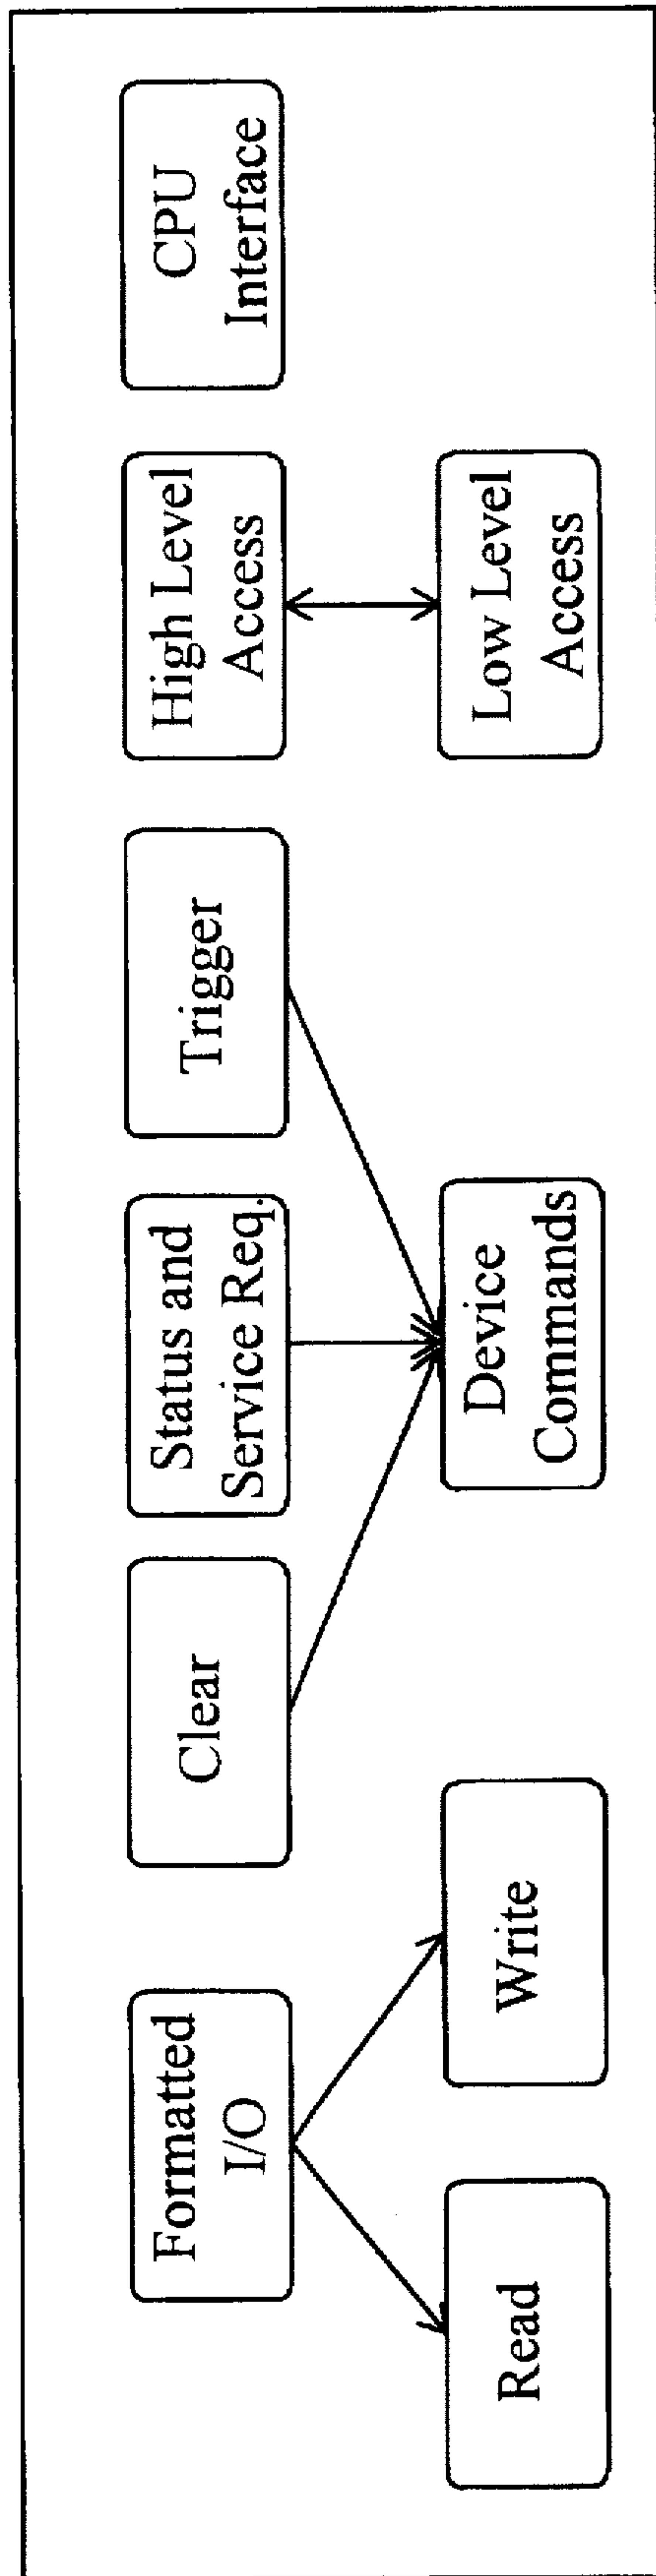 Formatted
I/O
Clear
Status and
Service Req.
Trigger
High Level
Access
CPU
Interface
Read
Write
Device
Commands
Low Level
Access